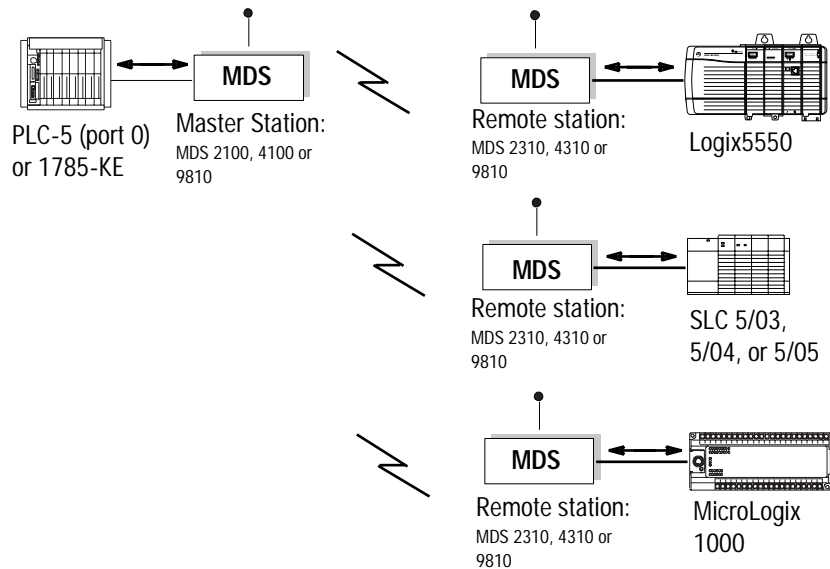 MDS
PLC-5 (port 0)
or 1785-KE
Master Station:
MDS 2100, 4100 or
9810
MDS
Remote station:
MDS 2310, 4310 or
9810
Logix5550
MDS
Remote station:
MDS 2310, 4310 or
9810
SLC 5/03,
5/04, or 5/05
MDS
Remote station:
MDS 2310, 4310 or
9810
MicroLogix
1000